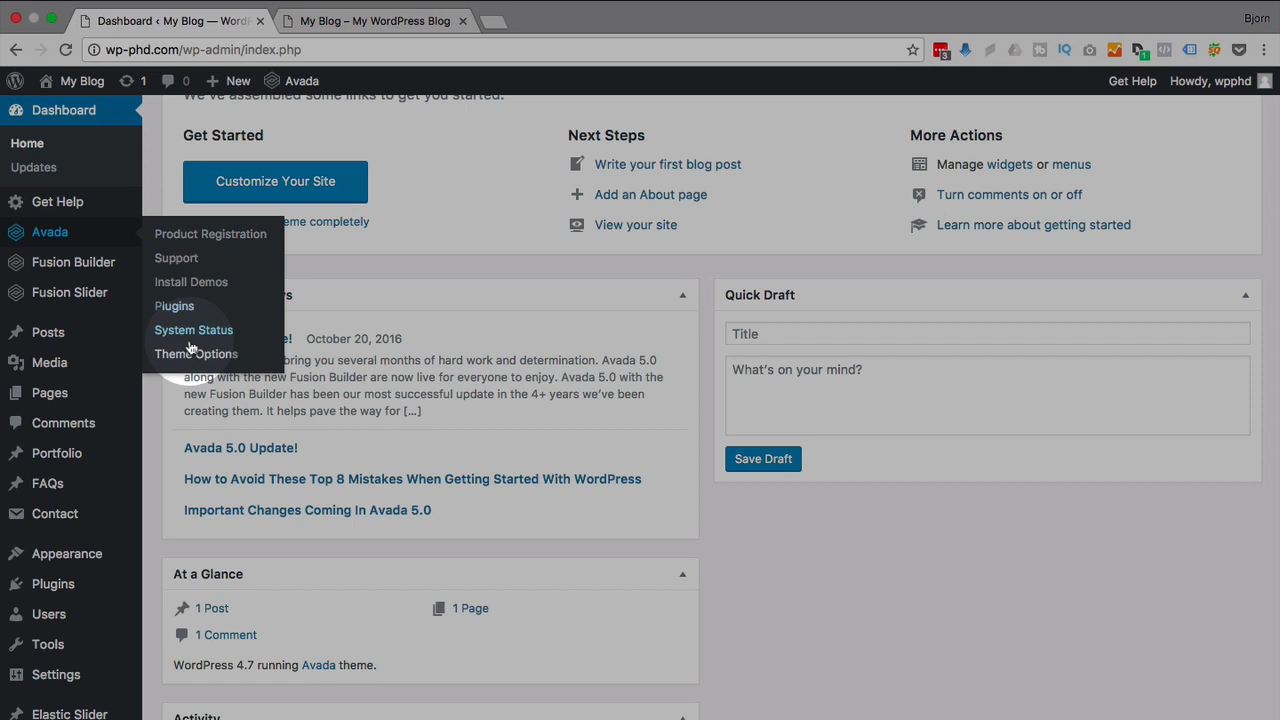 Dashboard ‹ My Blog — WordP
My Blog – My WordPress Blog
Bjorn
wp-phd.com/wp-admin/index.php
3
1
My Blog
1
0
New
Avada
Get Help
Howdy, wpphd
Dashboard
Home
Updates
Get Help
Avada
Fusion Builder
Fusion Slider
Posts
Media
Pages
Comments
Portfolio
FAQs
Contact
Appearance
Plugins
Users
Tools
Settings
Elastic Slider
Product Registration
Support
Install Demos
Plugins
System Status
Theme Options
We've assembled some links to get you started:
Get Started
Customize Your Site
eme completely
Next Steps
Write your first blog post
Add an About page
View your site
More Actions
Manage widgets or menus
Turn comments on or off
Learn more about getting started
s
e! October 20, 2016
bring you several months of hard work and determination. Avada 5.0
along with the new Fusion Builder are now live for everyone to enjoy. Avada 5.0 with the
new Fusion Builder has been our most successful update in the 4+ years we've been
creating them. It helps pave the way for […]
Avada 5.0 Update!
How to Avoid These Top 8 Mistakes When Getting Started With WordPress
Important Changes Coming In Avada 5.0
At a Glance
1 Post
1 Page
1 Comment
WordPress 4.7 running Avada theme.
Activity
Quick Draft
Title
What's on your mind?
Save Draft